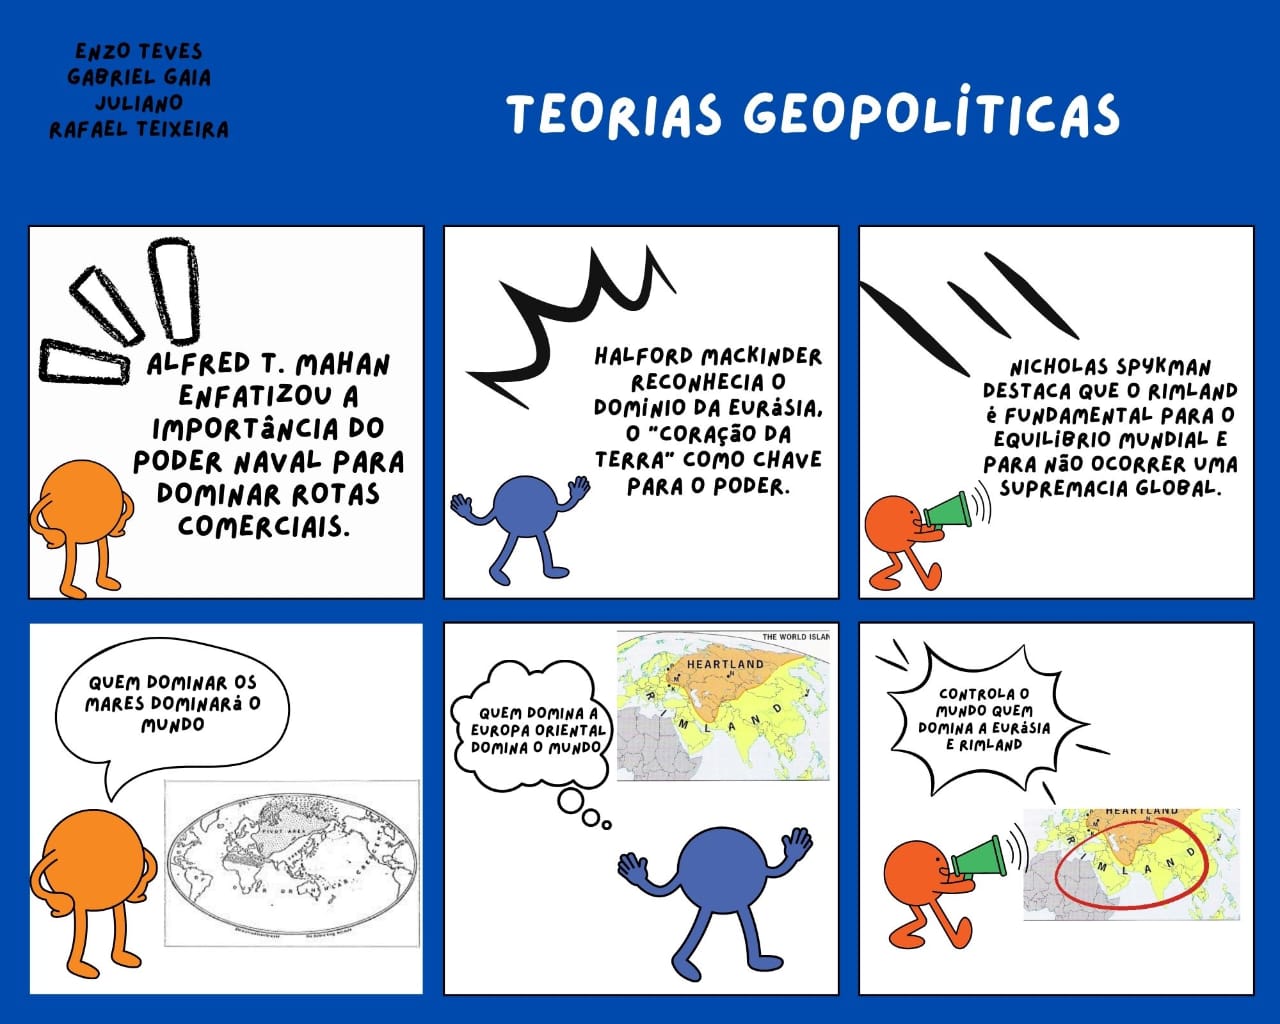 ENZO TEVES
GABRIEL GAIA
JULIANO
RAFAEL TEIXEIRA
TEORIAS GEOPOLÍTICAS
ALFRED T. MAHAN
ENFATIZOU A
IMPORTÂNCIA DO
PODER NAVAL PARA
DOMINAR ROTAS
COMERCIAIS.
HALFORD MACKINDER
RECONHECIA O
DOMÍNIO DA EURÁSIA,
O "CORAÇÃO DA
TERRA" COMO CHAVE
PARA O PODER.
NICHOLAS SPYKMAN
DESTACA QUE O RIMLAND
É FUNDAMENTAL PARA O
EQUILÍBRIO MUNDIAL E
PARA NÃO OCORRER UMA
SUPREMACIA GLOBAL.
QUEM DOMINAR OS
MARES DOMINARÁ O
MUNDO
PIVOT AREA
QUEM DOMINA A
EUROPA ORIENTAL
DOMINA O MUNDO
THE WORLD ISLAN
HEARTLAND
RIMLAND
CONTROLA O
MUNDO QUEM
DOMINA A EURÁSIA
E RIMLAND
HEARTLAND
RIMLAND